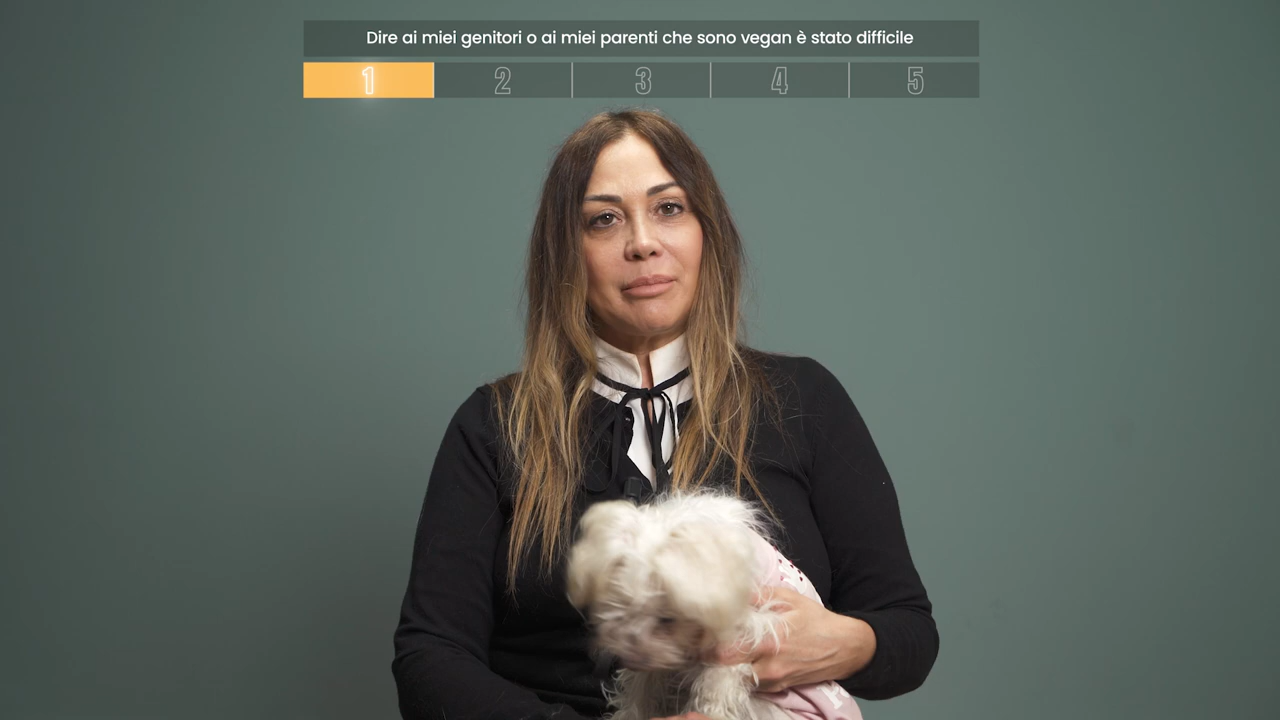 Dire ai miei genitori o ai miei parenti che sono vegan è stato difficile
1 2 3 4 5